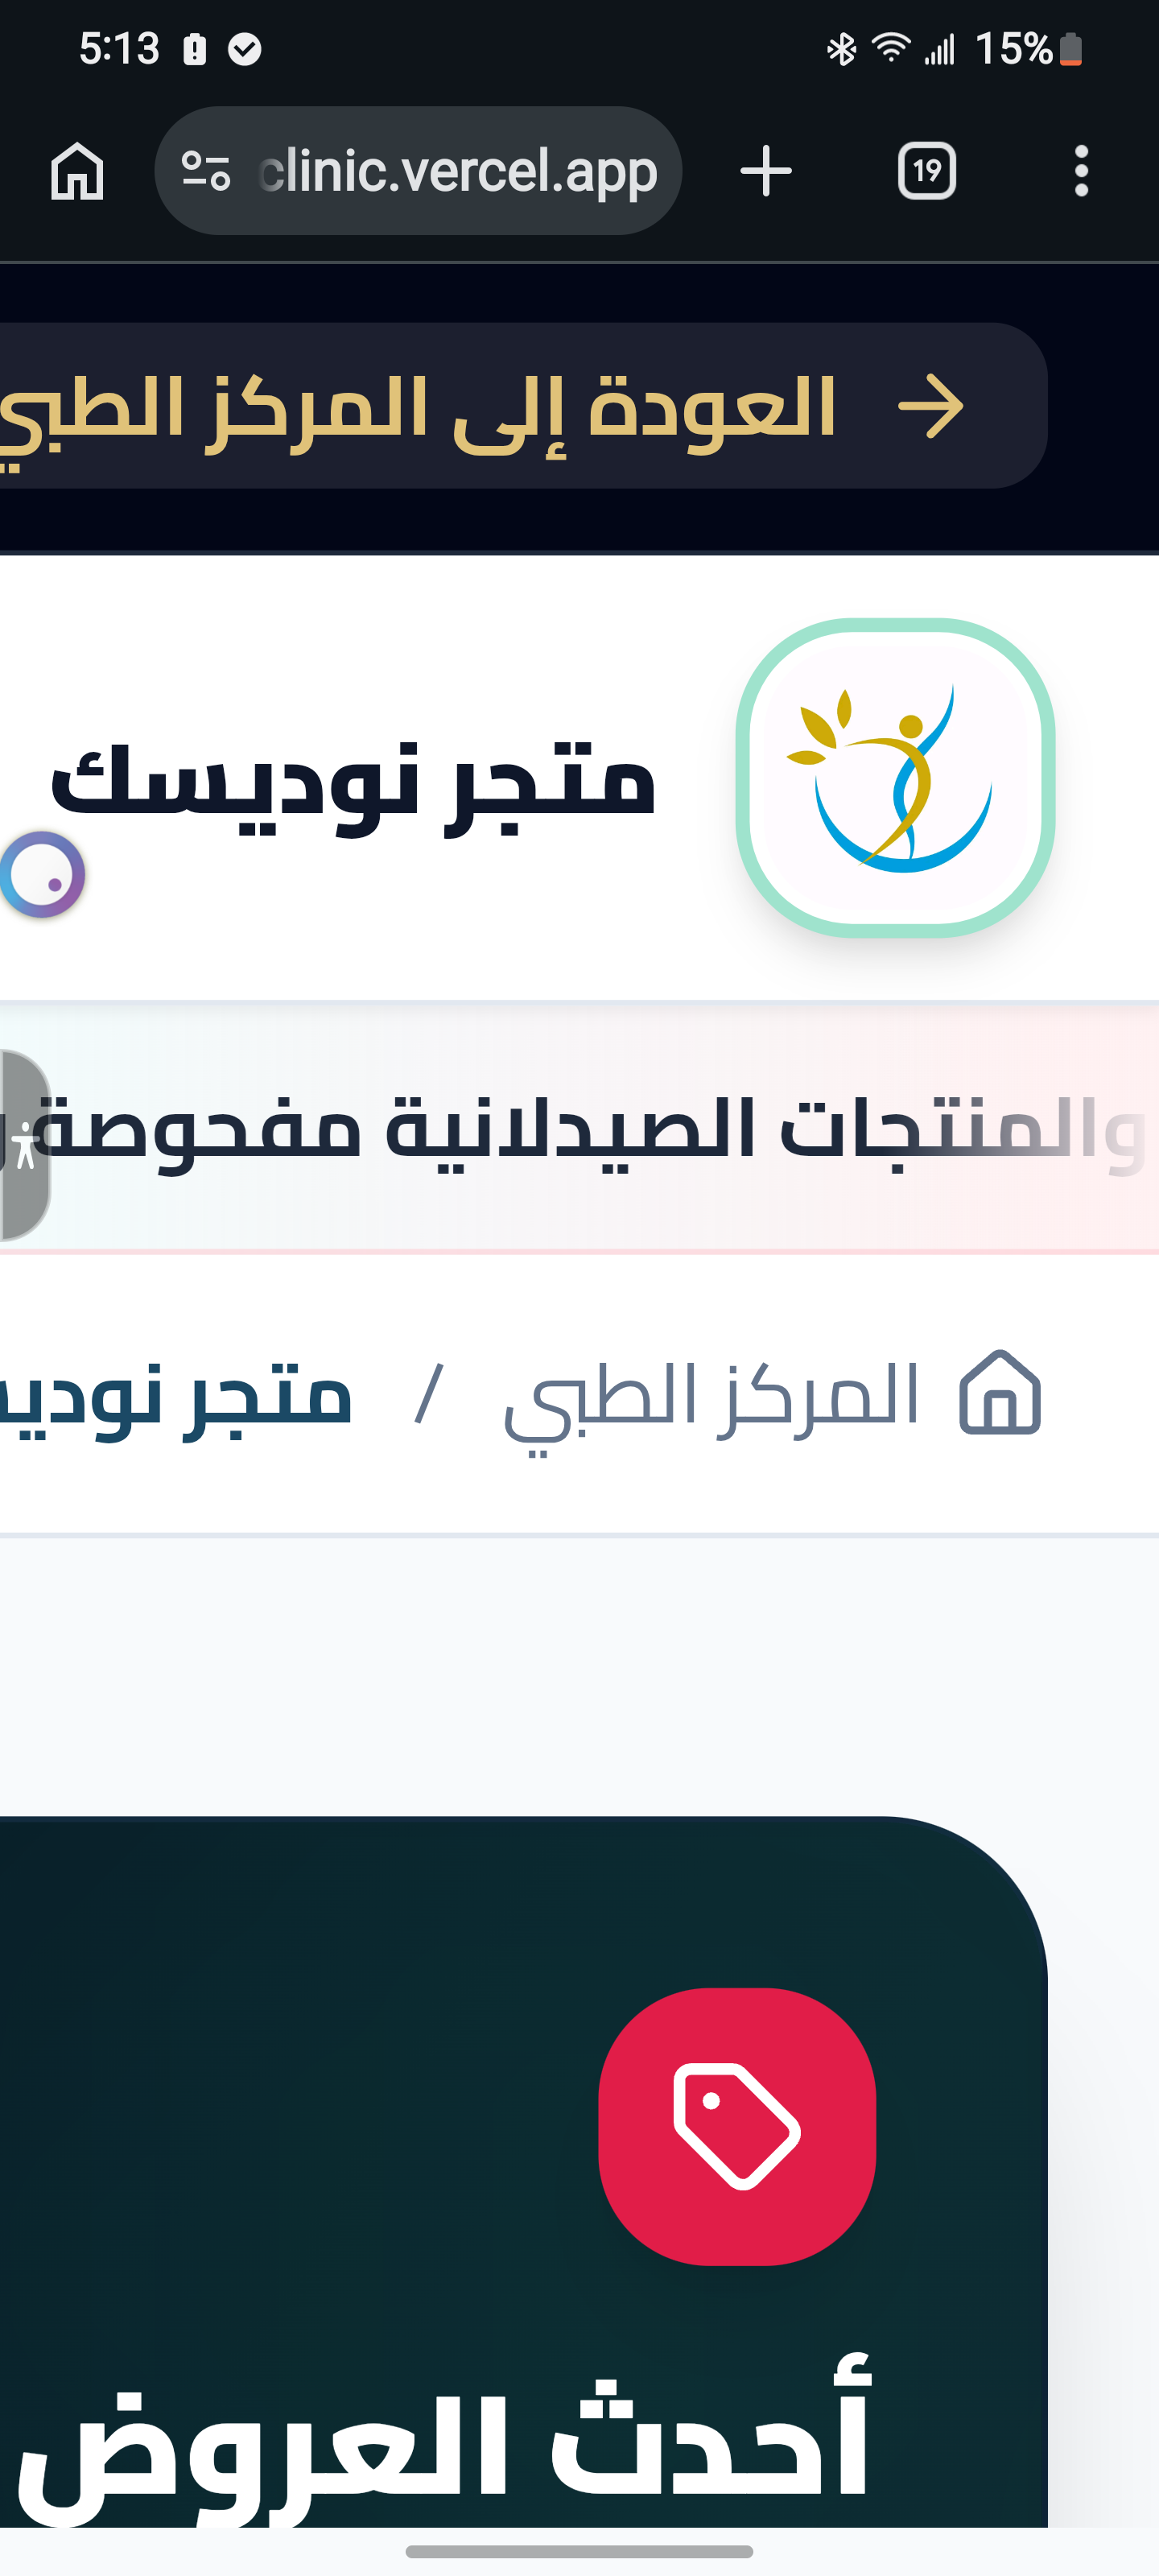 5:13
15%
clinic.vercel.app
19
العودة إلى المركز الطبي
متجر نوديسك
والمنتجات الصيدلانية مفحوصة
المركز الطبي / متجر
أحدث العروض